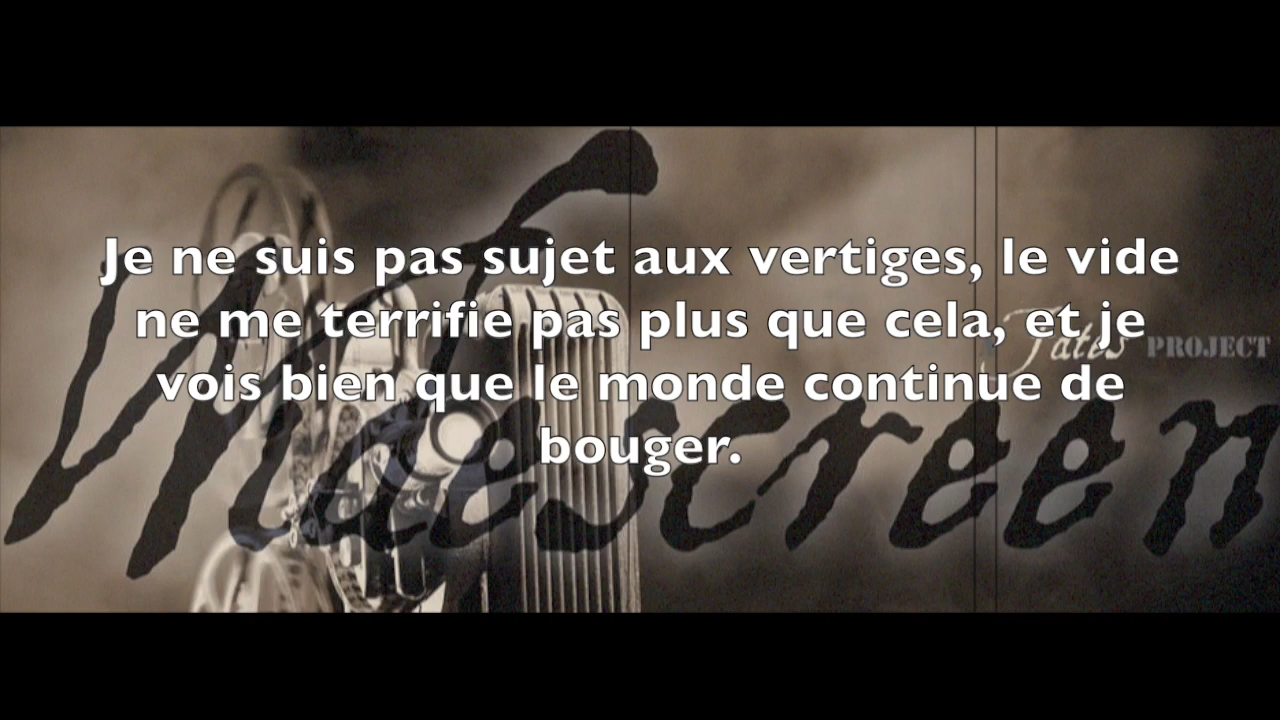 Je ne suis pas sujet aux vertiges, le vide
ne me terrifie pas plus que cela, et je
vois bien que le monde continue de
bouger.
Widescreen
PROJECT